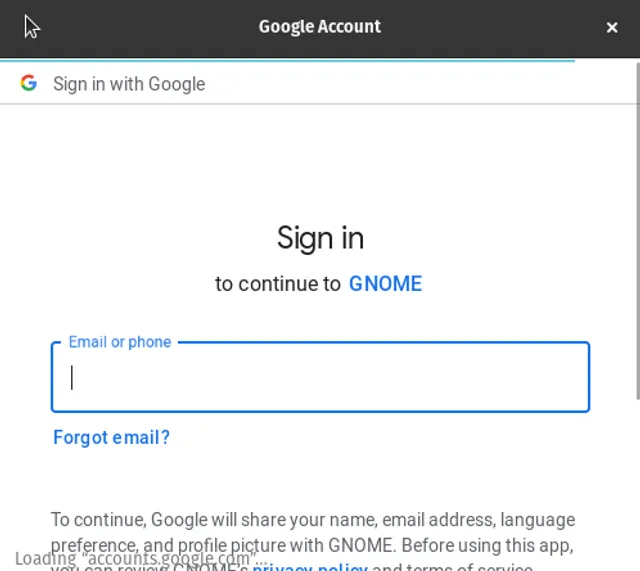 Google Account
Sign in with Google
Sign in
to continue to GNOME
Email or phone
Forgot email?
To continue, Google will share your name, email address, language
preference, and profile picture with GNOME. Before using this app,
Loading “accounts.google.com”...
you can review GNOME's privacy policy and terms of service